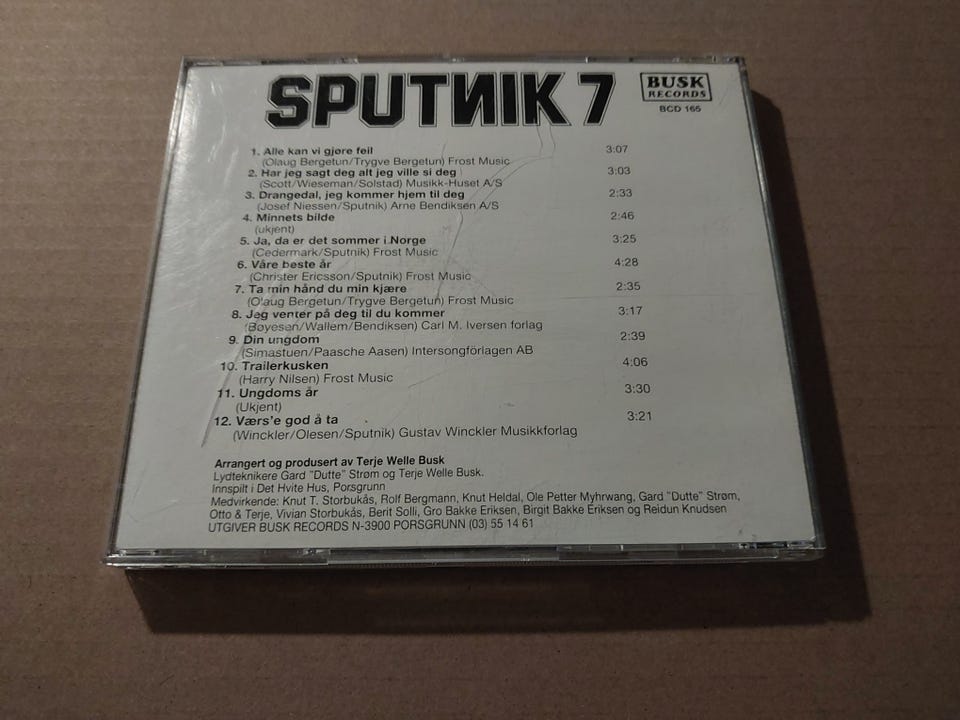 SPUTИIK 7
BUSK
RECORDS
BCD 165
1. Alle kan vi gjøre feil 3:07
(Olaug Bergetun/Trygve Bergetun) Frost Music
2. Har jeg sagt deg alt jeg ville si deg 3:03
(Scott/Wieseman/Solstad) Musikk-Huset A/S
3. Drangedal, jeg kommer hjem til deg 2:33
(Josef Niessen/Sputnik) Arne Bendiksen A/S
4. Minnets bilde 2:46
(ukjent)
5. Ja, da er det sommer i Norge 3:25
(Cedermark/Sputnik) Frost Music
6. Våre beste år 4:28
(Christer Ericsson/Sputnik) Frost Music
7. Ta min hånd du min kjære 2:35
(Olaug Bergetun/Trygve Bergetun) Frost Music
8. Jeg venter på deg til du kommer 3:17
(Bøyesen/Wallem/Bendiksen) Carl M. Iversen forlag
9. Din ungdom 2:39
(Simastuen/Paasche Aasen) Intersongförlagen AB
10. Trailerkusken 4:06
(Harry Nilsen) Frost Music
11. Ungdoms år 3:30
(Ukjent)
12. Værs'e god å ta 3:21
(Winckler/Olesen/Sputnik) Gustav Winckler Musikkforlag
Arrangert og produsert av Terje Welle Busk
Lydteknikere Gard "Dutte" Strøm og Terje Welle Busk.
Innspilt i Det Hvite Hus, Porsgrunn
Medvirkende: Knut T. Storbukås, Rolf Bergmann, Knut Heldal, Ole Petter Myhrwang, Gard "Dutte" Strøm,
Otto & Terje, Vivian Storbukås, Berit Solli, Gro Bakke Eriksen, Birgit Bakke Eriksen og Reidun Knudsen
UTGIVER BUSK RECORDS N-3900 PORSGRUNN (03) 55 14 61